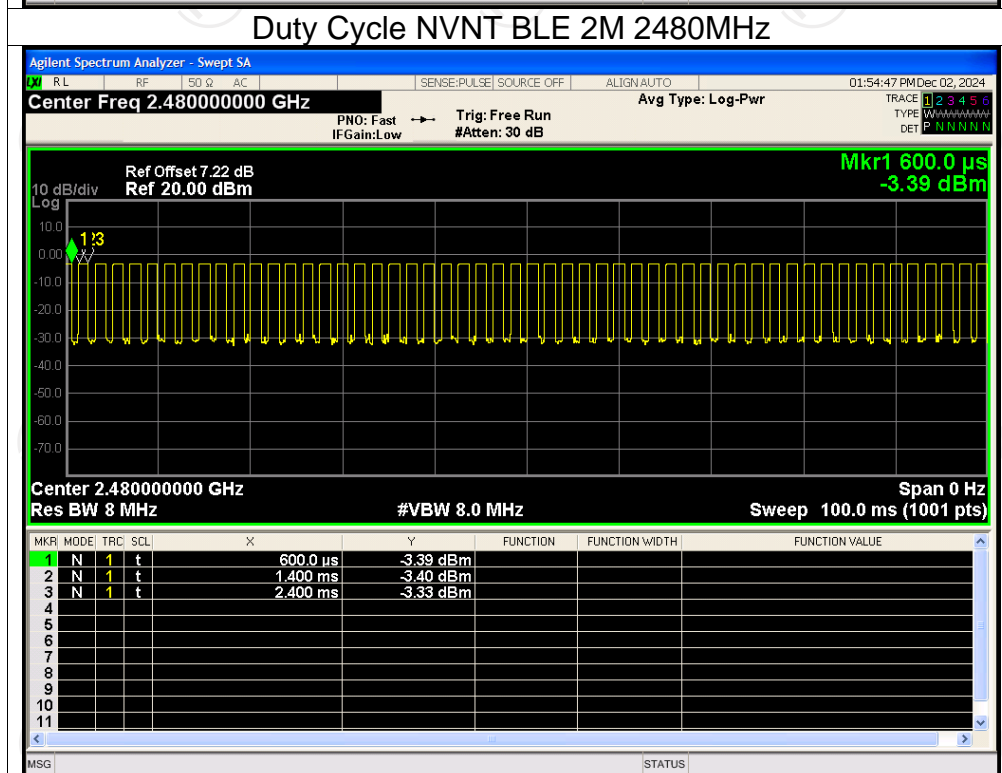 Duty Cycle NVNT BLE 2M 2480MHz
Agilent Spectrum Analyzer - Swept SA
LXI RL RF 50 Ω AC SENSE:PULSE SOURCE OFF ALIGN AUTO 01:54:47 PM Dec 02, 2024
Center Freq 2.480000000 GHz Avg Type: Log-Pwr TRACE 1 2 3 4 5 6
PNO: Fast Trig: Free Run TYPE WWWWWW
IFGain:Low #Atten: 30 dB DET P N N N N N
Mkr1 600.0 µs
Ref Offset 7.22 dB
10 dB/div Ref 20.00 dBm -3.39 dBm
Log
10.0
1 2 3
0.00
-10.0
-20.0
-30.0
-40.0
-50.0
-60.0
-70.0
Center 2.480000000 GHz Span 0 Hz
Res BW 8 MHz #VBW 8.0 MHz Sweep 100.0 ms (1001 pts)
MKR MODE TRC SCL X Y FUNCTION FUNCTION WIDTH FUNCTION VALUE
1 N 1 t 600.0 µs -3.39 dBm
2 N 1 t 1.400 ms -3.40 dBm
3 N 1 t 2.400 ms -3.33 dBm
4
5
6
7
8
9
10
11
MSG STATUS